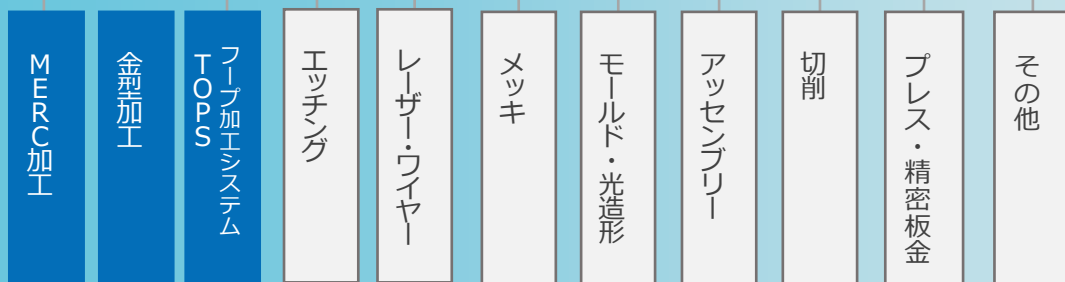 MERC加工
金型加工
フープ加工システム
TOPS
エッチング
レーザー・ワイヤー
メッキ
モールド・光造形
アッセンブリー
切削
プレス・精密板金
その他